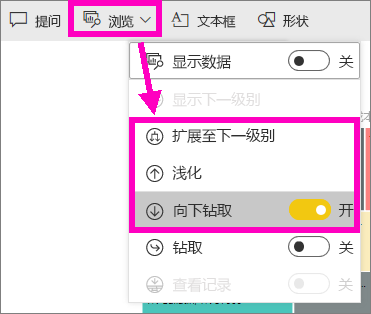 提问 浏览 文本框 形状
显示数据 关
显示下一级别
扩展至下一级别
浅化
向下钻取 开
钻取 关
查看记录